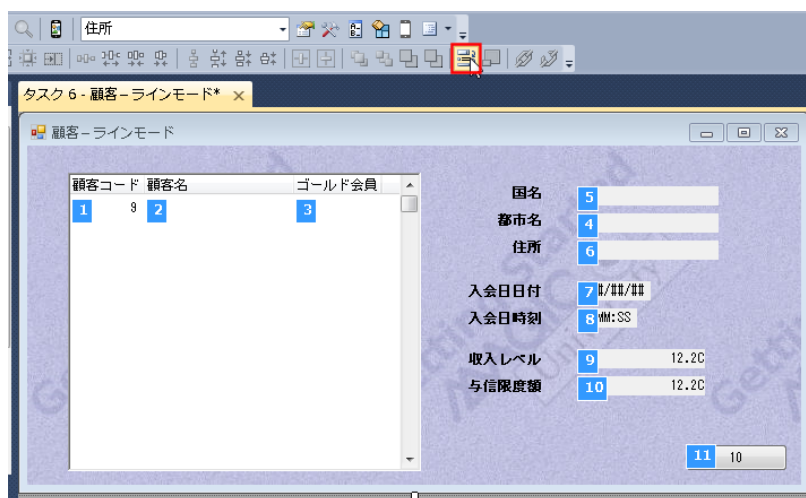 住所
タスク 6 - 顧客-ラインモード* ×
顧客-ラインモード
顧客コード 顧客名 ゴールド会員
1 9 2 3
国名 5
都市名 4
住所 6
入会日日付 7 #/##/##
入会日時刻 8 MM:SS
収入レベル 9 12.2C
与信限度額 10 12.2C
11 10
Getting Started
MAGIC
University